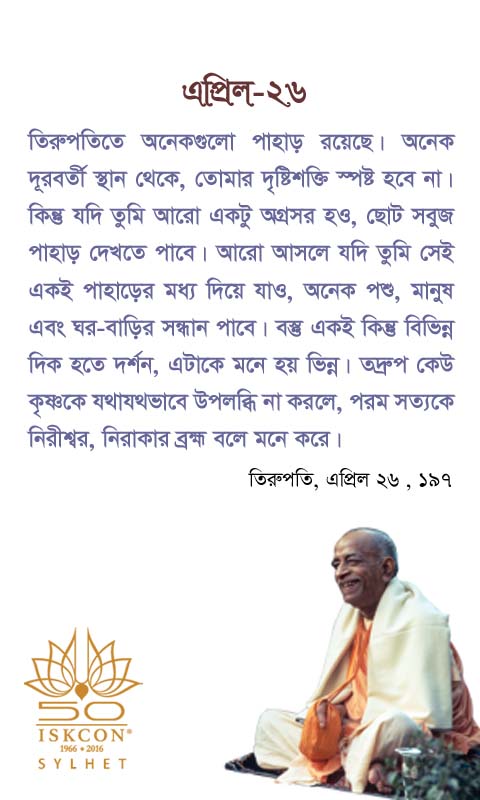 এপ্রিল-২৬
তিরুপতিতে অনেকগুলো পাহাড় রয়েছে। অনেক
দূরবর্তী স্থান থেকে, তোমার দৃষ্টিশক্তি স্পষ্ট হবে না।
কিন্তু যদি তুমি আরো একটু অগ্রসর হও, ছোট সবুজ
পাহাড় দেখতে পাবে। আরো আসলে যদি তুমি সেই
একই পাহাড়ের মধ্য দিয়ে যাও, অনেক পশু, মানুষ
এবং ঘর-বাড়ির সন্ধান পাবে। বস্তু একই কিন্তু বিভিন্ন
দিক হতে দর্শন, এটাকে মনে হয় ভিন্ন। তদ্রুপ কেউ
কৃষ্ণকে যথাযথভাবে উপলব্ধি না করলে, পরম সত্যকে
নিরীশ্বর, নিরাকার ব্রহ্ম বলে মনে করে।
তিরুপতি, এপ্রিল ২৬ , ১৯৭
50
ISKCON®
1966 • 2016
SYLHET